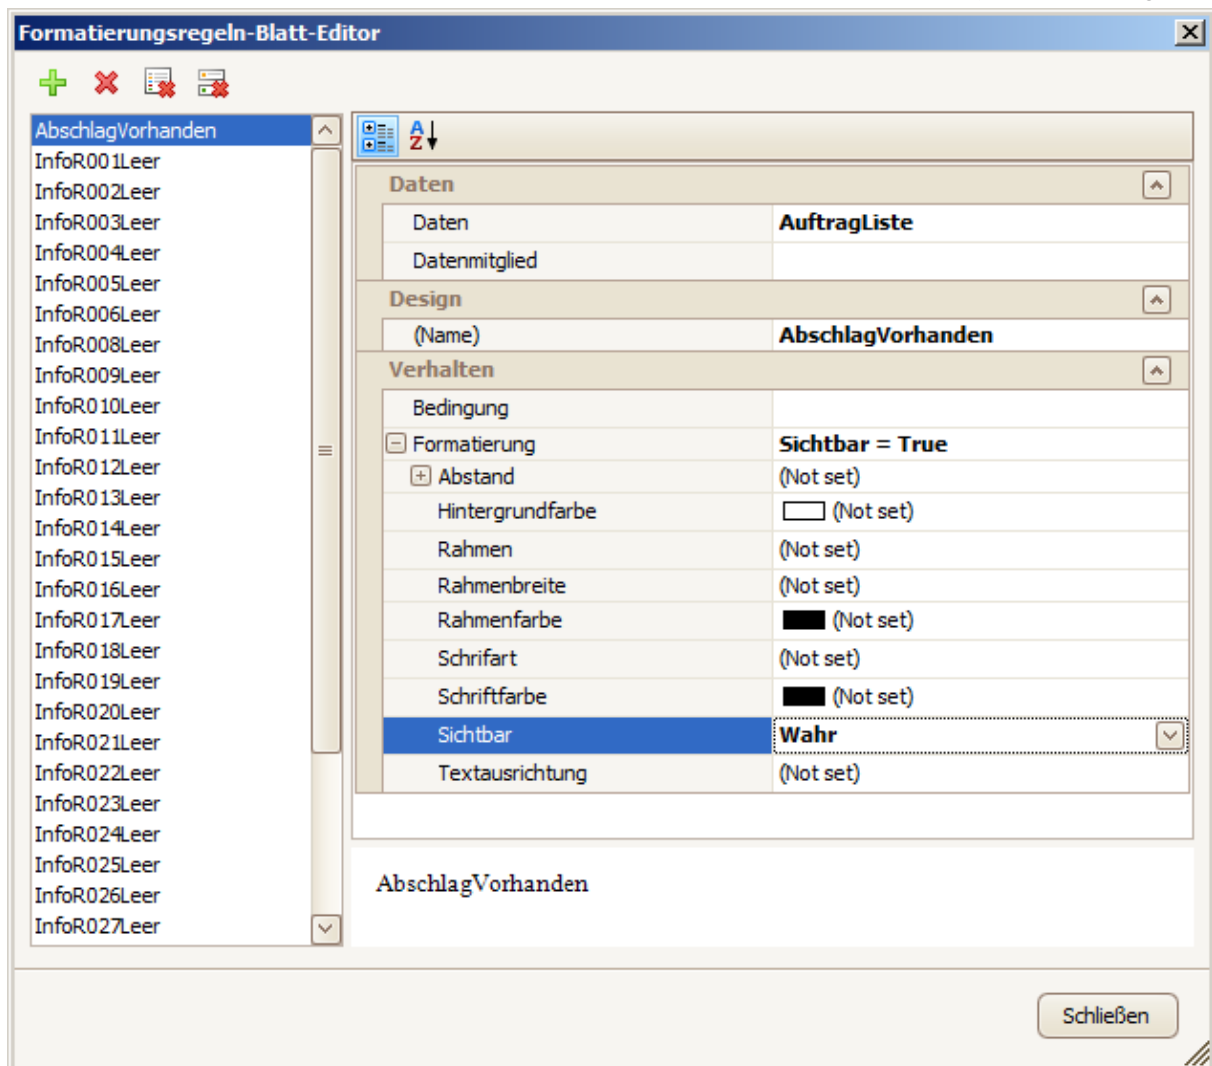 Formatierungsregeln-Blatt-Editor
AbschlagVorhanden
InfoR001Leer
InfoR002Leer
InfoR003Leer
InfoR004Leer
InfoR005Leer
InfoR006Leer
InfoR008Leer
InfoR009Leer
InfoR010Leer
InfoR011Leer
InfoR012Leer
InfoR013Leer
InfoR014Leer
InfoR015Leer
InfoR016Leer
InfoR017Leer
InfoR018Leer
InfoR019Leer
InfoR020Leer
InfoR021Leer
InfoR022Leer
InfoR023Leer
InfoR024Leer
InfoR025Leer
InfoR026Leer
InfoR027Leer
AZ
Daten
Daten AuftragListe
Datenmitglied
Design
(Name) AbschlagVorhanden
Verhalten
Bedingung
Formatierung Sichtbar = True
Abstand (Not set)
Hintergrundfarbe (Not set)
Rahmen (Not set)
Rahmenbreite (Not set)
Rahmenfarbe (Not set)
Schrifart (Not set)
Schriftfarbe (Not set)
Sichtbar Wahr
Textausrichtung (Not set)
AbschlagVorhanden
Schließen